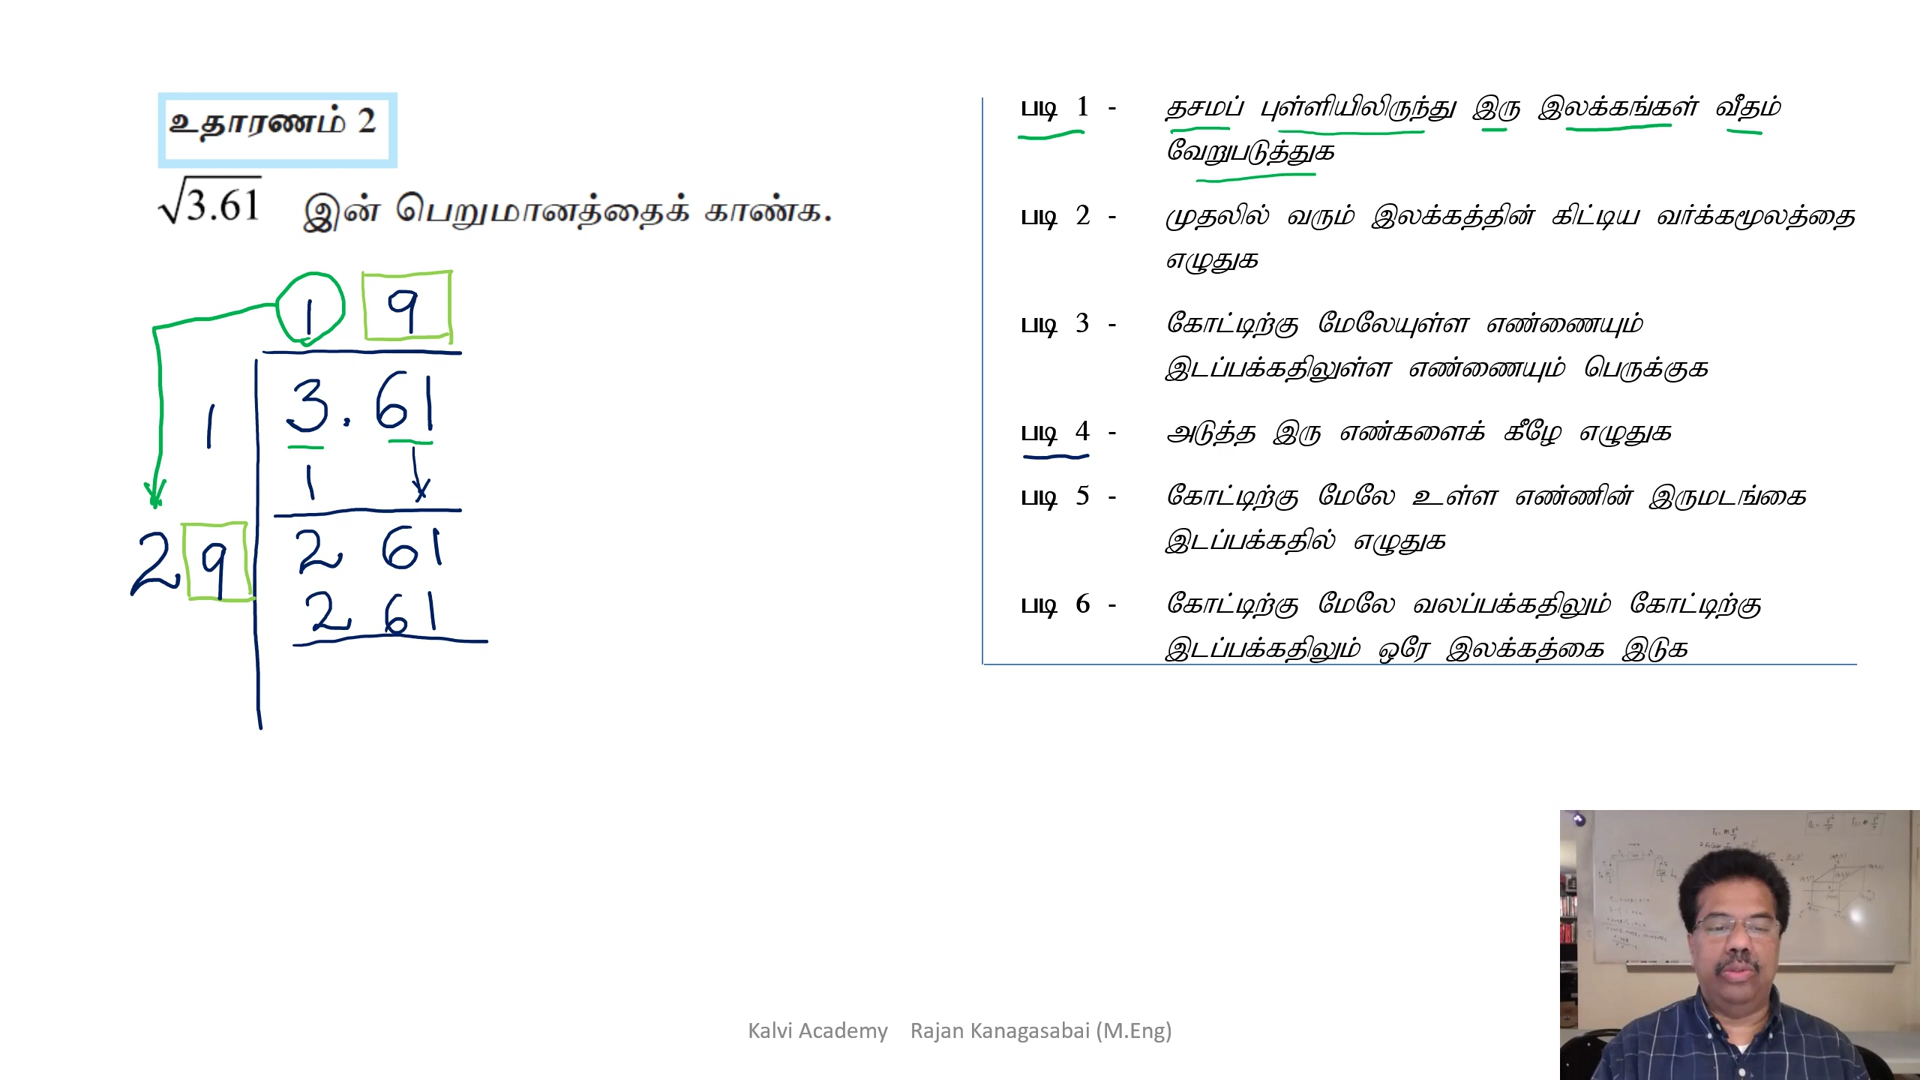 உதாரணம் 2
√3.61 இன் பெறுமானத்தைக் காண்க.
1 9
1 3.61
1
2 9 2 61
2 61
படி 1 - தசமப் புள்ளியிலிருந்து இரு இலக்கங்கள் வீதம்
வேறுபடுத்துக
படி 2 - முதலில் வரும் இலக்கத்தின் கிட்டிய வர்க்கமூலத்தை
எழுதுக
படி 3 - கோட்டிற்கு மேலேயுள்ள எண்ணையும்
இடப்பக்கதிலுள்ள எண்ணையும் பெருக்குக
படி 4 - அடுத்த இரு எண்களைக் கீழே எழுதுக
படி 5 - கோட்டிற்கு மேலே உள்ள எண்ணின் இருமடங்கை
இடப்பக்கதில் எழுதுக
படி 6 - கோட்டிற்கு மேலே வலப்பக்கதிலும் கோட்டிற்கு
இடப்பக்கதிலும் ஒரே இலக்கத்கை இடுக
Kalvi Academy Rajan Kanagasabai (M.Eng)